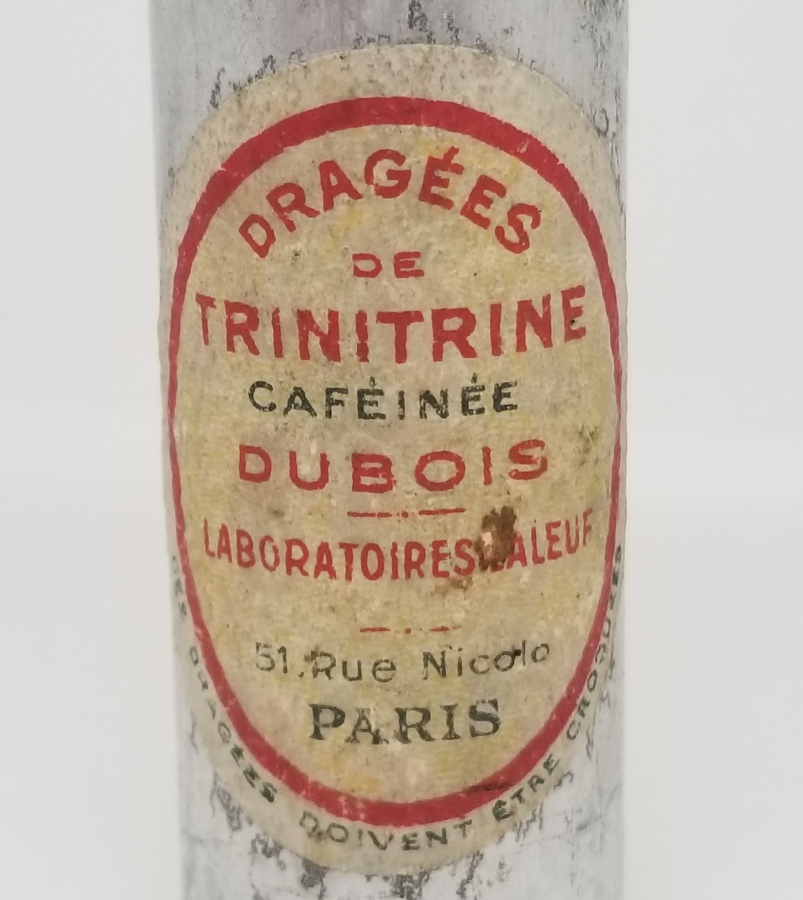 DRAGÉES
DE
TRINITRINE
CAFÉINÉE
DUBOIS
LABORATOIRES LALEUF
51. Rue Nicolo
PARIS
LES DRAGÉES DOIVENT ÊTRE CROQUÉES